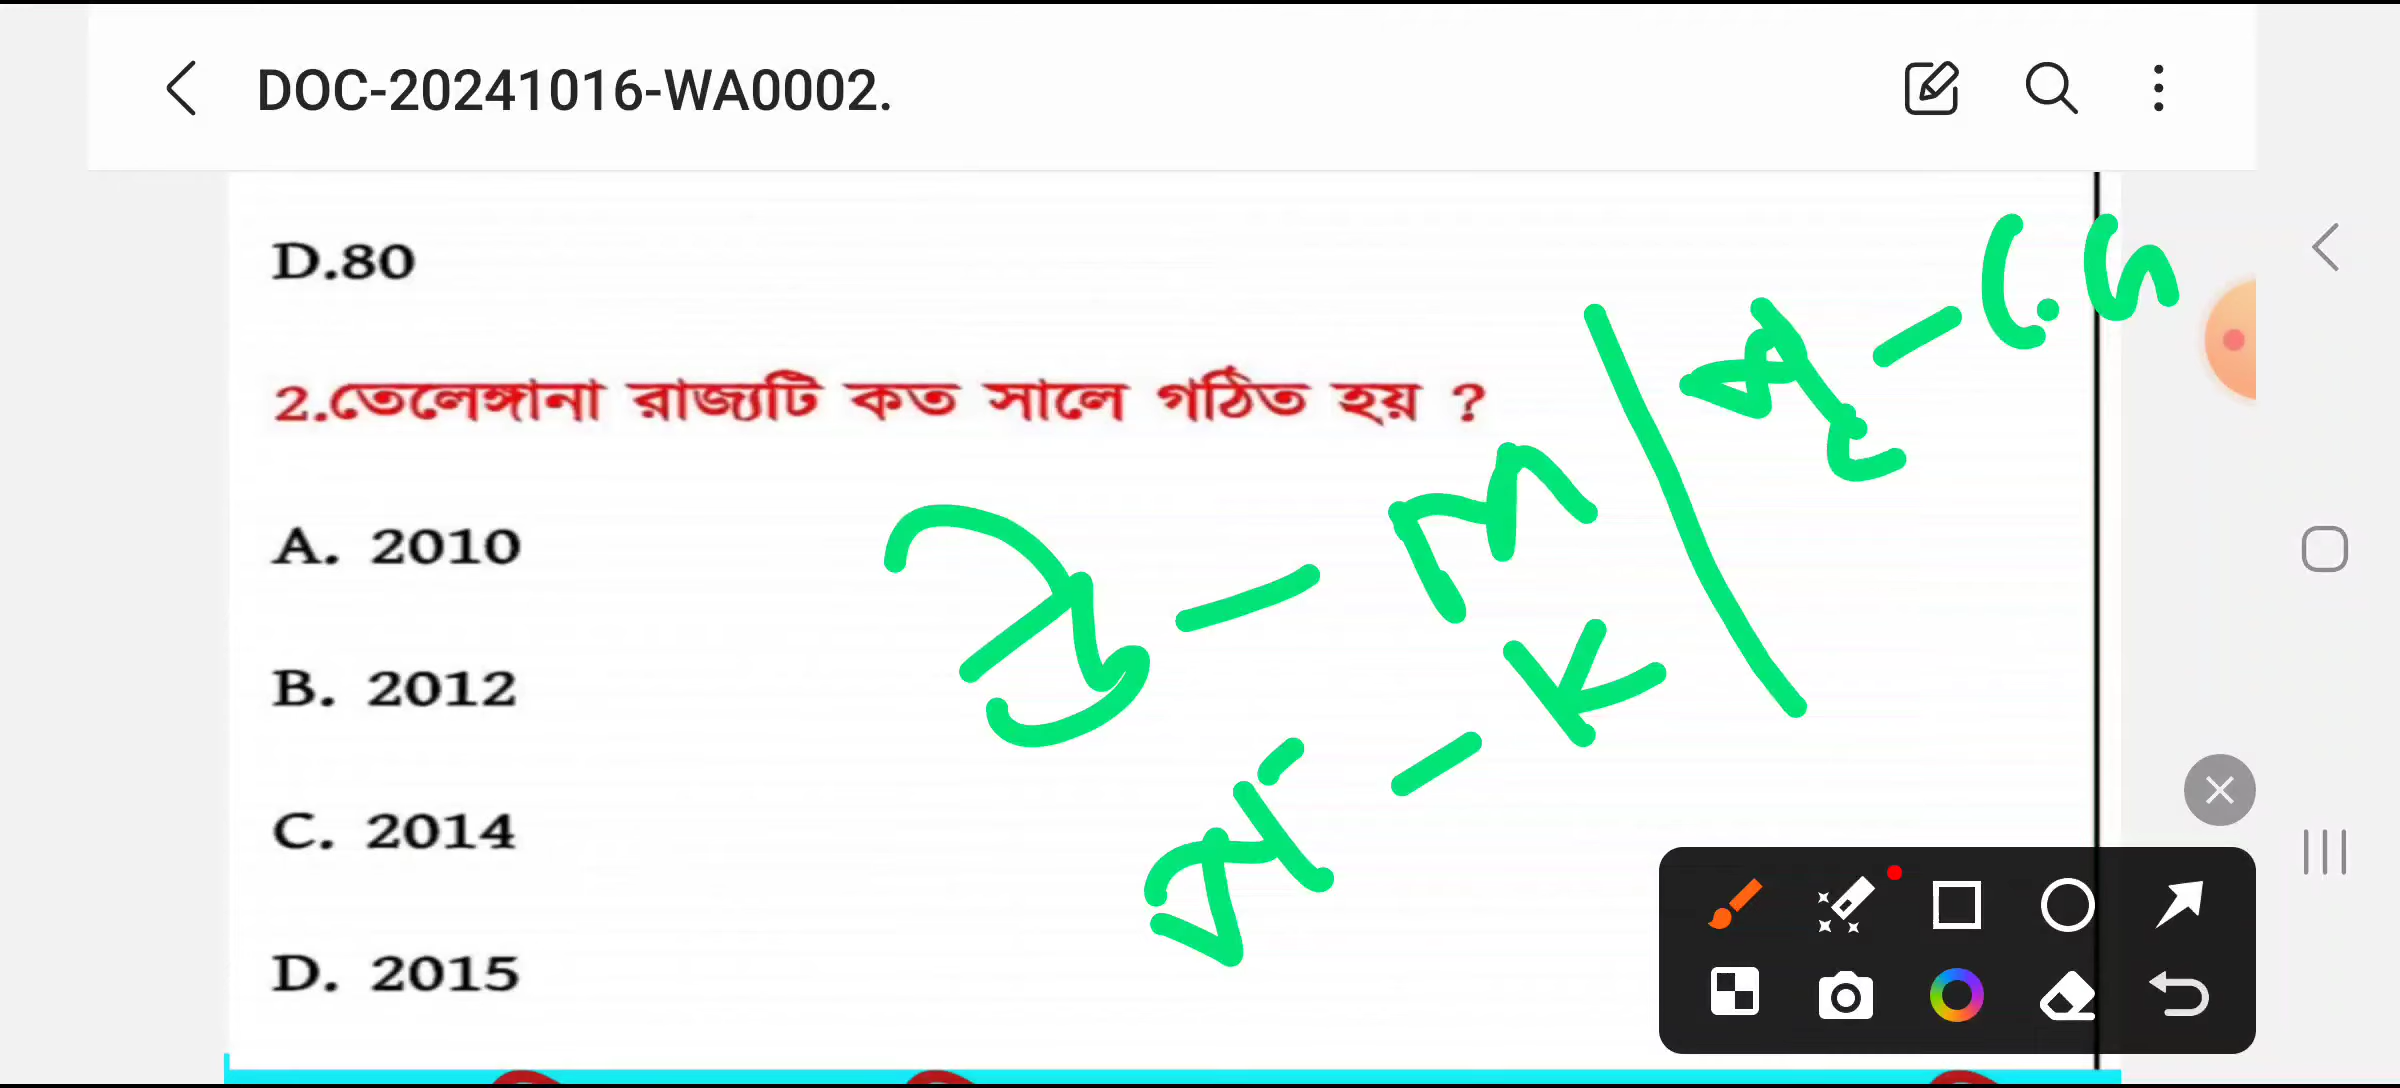 DOC-20241016-WA0002.
D.80
2.তেলেঙ্গানা রাজ্যটি কত সালে গঠিত হয় ?
A. 2010
B. 2012
C. 2014
D. 2015